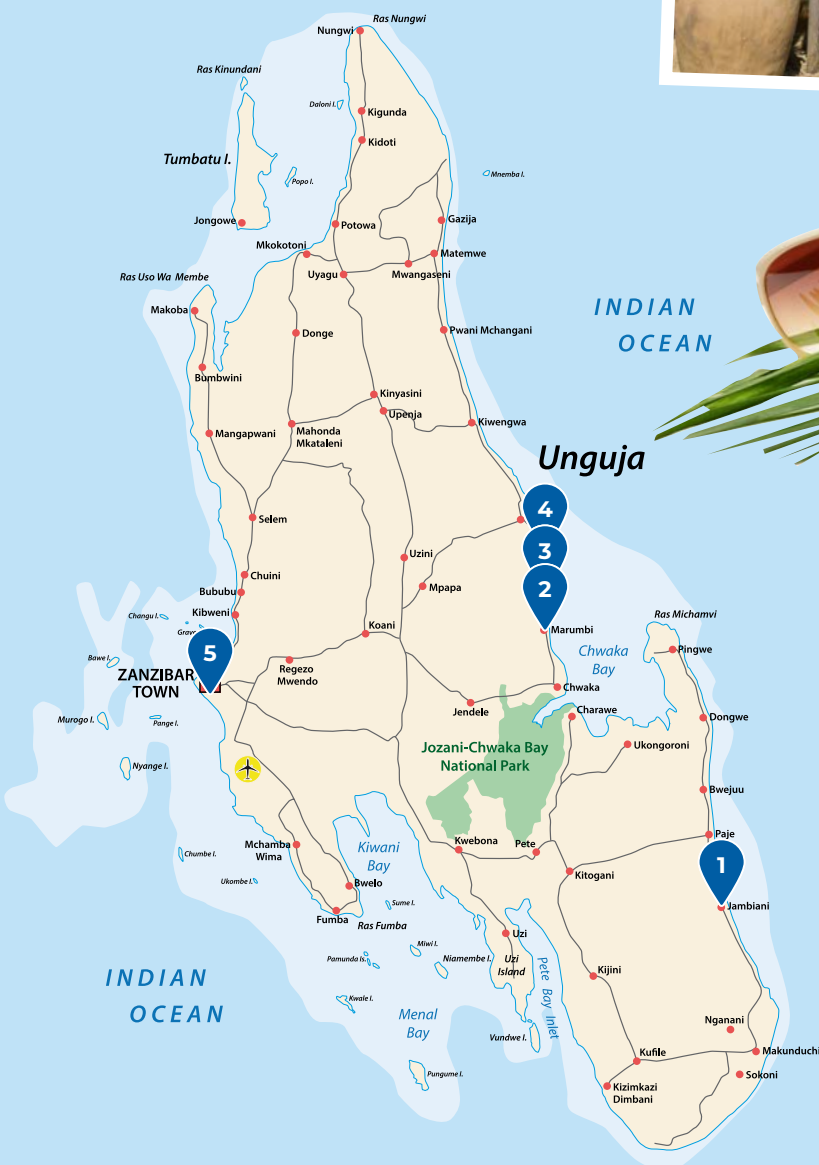 Ras Nungwi
Nungwi
Ras Kinundani
Daloni I.
Kigunda
Kidoti
Tumbatu I.
Popo I.
Mnemba I.
Jongowe
Potowa
Gazija
Mkokotoni
Matemwe
Uyagu
Mwangaseni
Ras Uso Wa Membe
Makoba
INDIAN
OCEAN
Donge
Pwani Mchangani
Bumbwini
Kinyasini
Upenja
Kiwengwa
Mangapwani
Mahonda
Mkataleni
Unguja
4
Selem
3
Uzini
2
Chuini
Mpapa
Bububu
Kibweni
Changu I.
Ras Michamvi
Koani
Marumbi
5
Chwaka
Bay
Pingwe
Bawe I.
ZANZIBAR
TOWN
Regezo
Mwendo
Chwaka
Murogo I.
Pange I.
Jendele
Charawe
Dongwe
Jozani-Chwaka Bay
National Park
Ukongoroni
Nyange I.
Bwejuu
Paje
Mchamba
Wima
Kiwani
Bay
Kwebona
Pete
Chumbe I.
1
Kitogani
Ukombe I.
Bwelo
Sume I.
Jambiani
Fumba
Ras Fumba
Uzi
Miwi I.
Pamunda Is.
Niamembe I.
Uzi
Island
Pete Bay Inlet
Kijini
INDIAN
OCEAN
Kwale I.
Menal
Bay
Nganani
Vundwe I.
Kufile
Makunduchi
Pungume I.
Sokoni
Kizimkazi
Dimbani